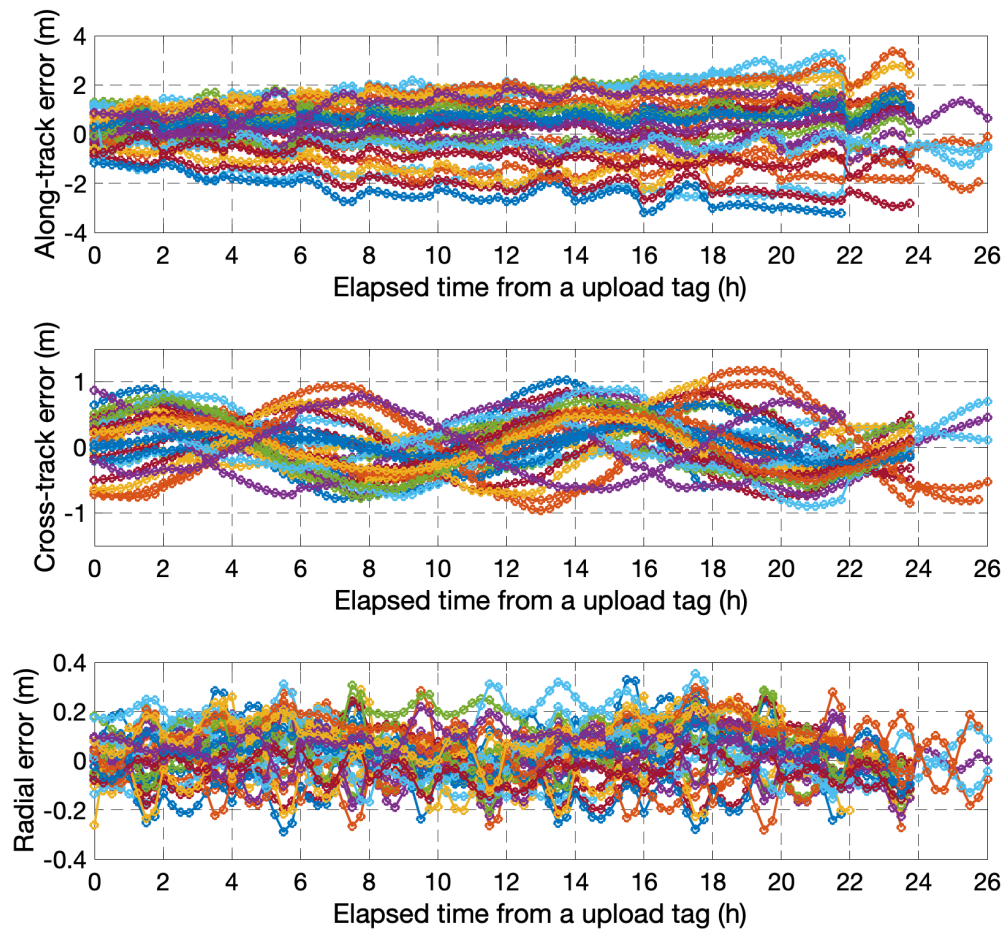 Along-track error (m)
4
2
0
-2
-4
0 2 4 6 8 10 12 14 16 18 20 22 24 26
Elapsed time from a upload tag (h)
Cross-track error (m)
1
0
-1
0 2 4 6 8 10 12 14 16 18 20 22 24 26
Elapsed time from a upload tag (h)
Radial error (m)
0.4
0.2
0
-0.2
-0.4
0 2 4 6 8 10 12 14 16 18 20 22 24 26
Elapsed time from a upload tag (h)